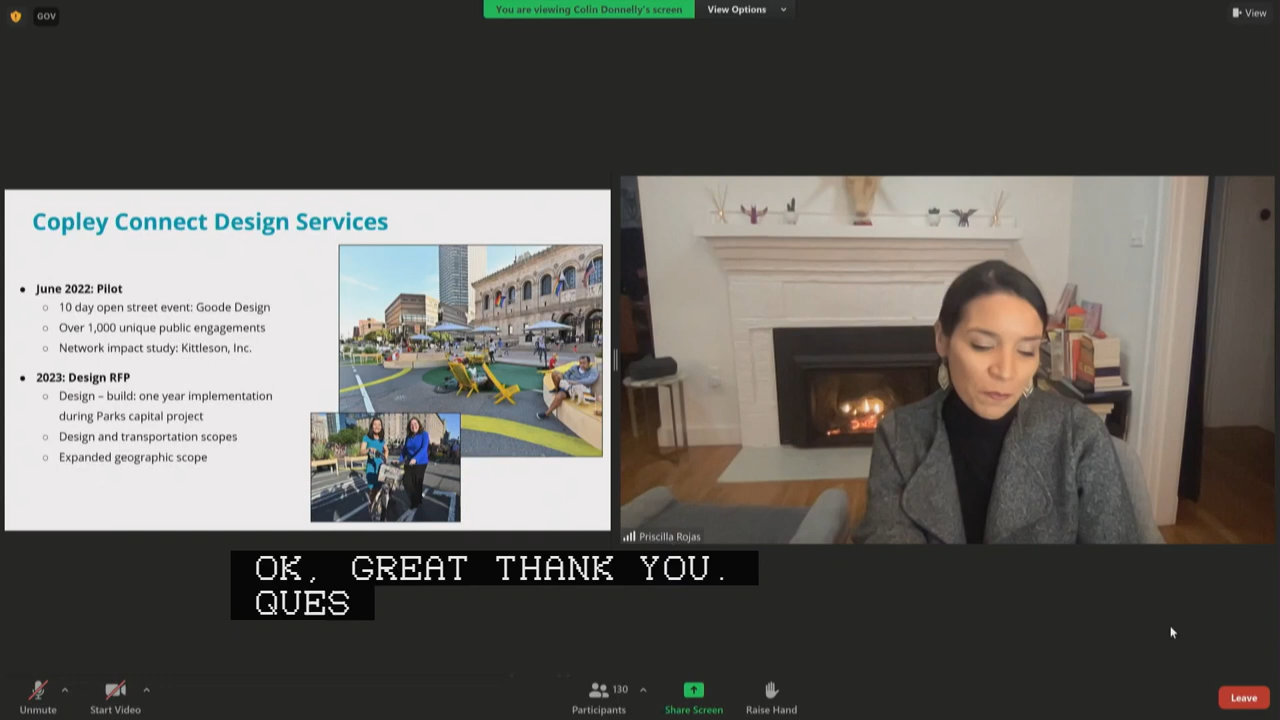 GOV
You are viewing Colin Donnelly's screen
View Options
View
Copley Connect Design Services
June 2022: Pilot
10 day open street event: Goode Design
Over 1,000 unique public engagements
Network impact study: Kittleson, Inc.
2023: Design RFP
Design – build: one year implementation
during Parks capital project
Design and transportation scopes
Expanded geographic scope
Priscilla Rojas
OK, GREAT THANK YOU.
QUES
Unmute
Start Video
130
Participants
Share Screen
Raise Hand
Leave